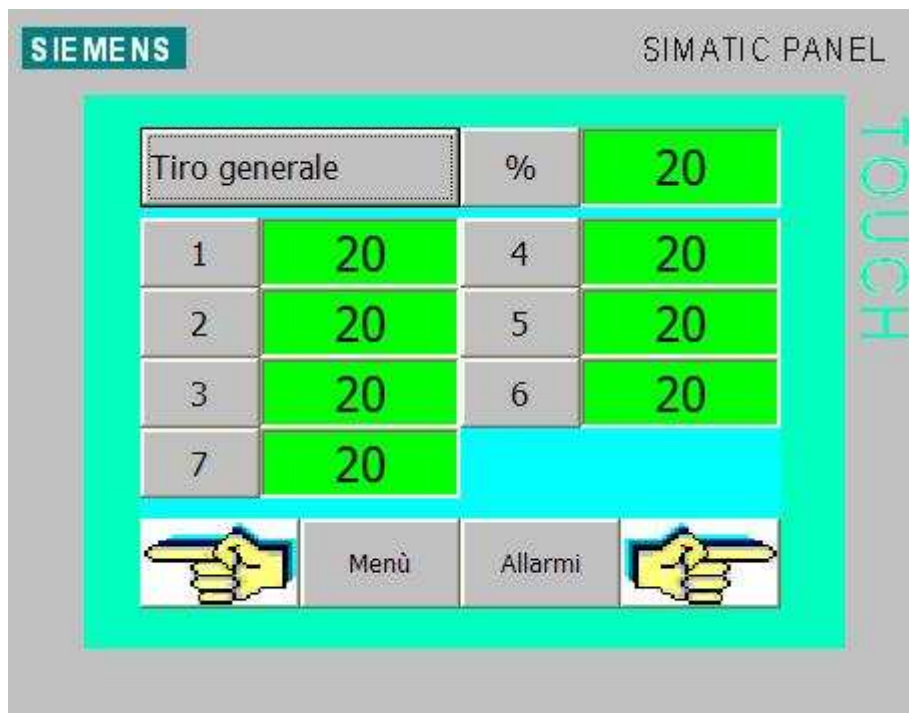 SIEMENS SIMATIC PANEL
TOUCH
Tiro generale % 20
1 20 4 20
2 20 5 20
3 20 6 20
7 20
Menù Allarmi